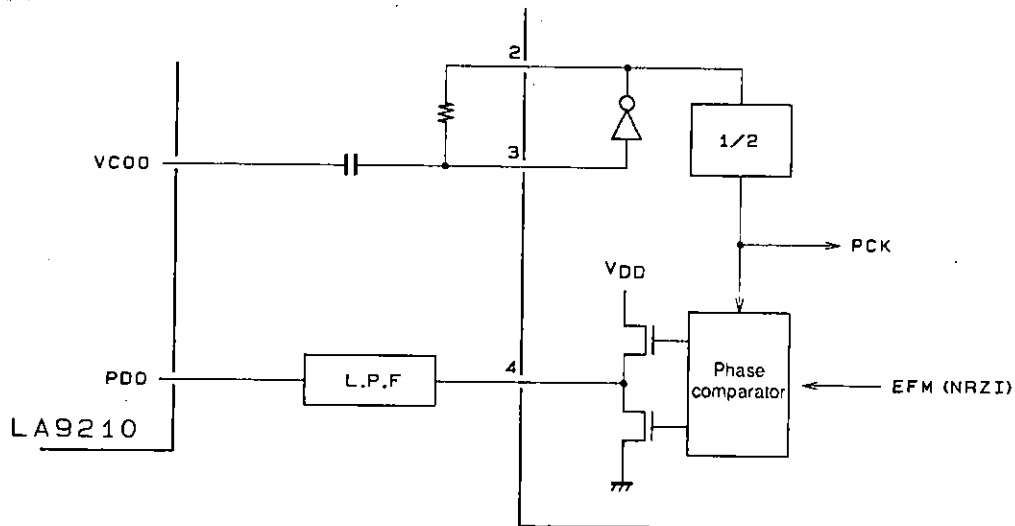 2
1/2
VCOO
3
PCK
VDD
PDO
L.P.F
4
Phase
comparator
EFM (NRZI)
LA9210